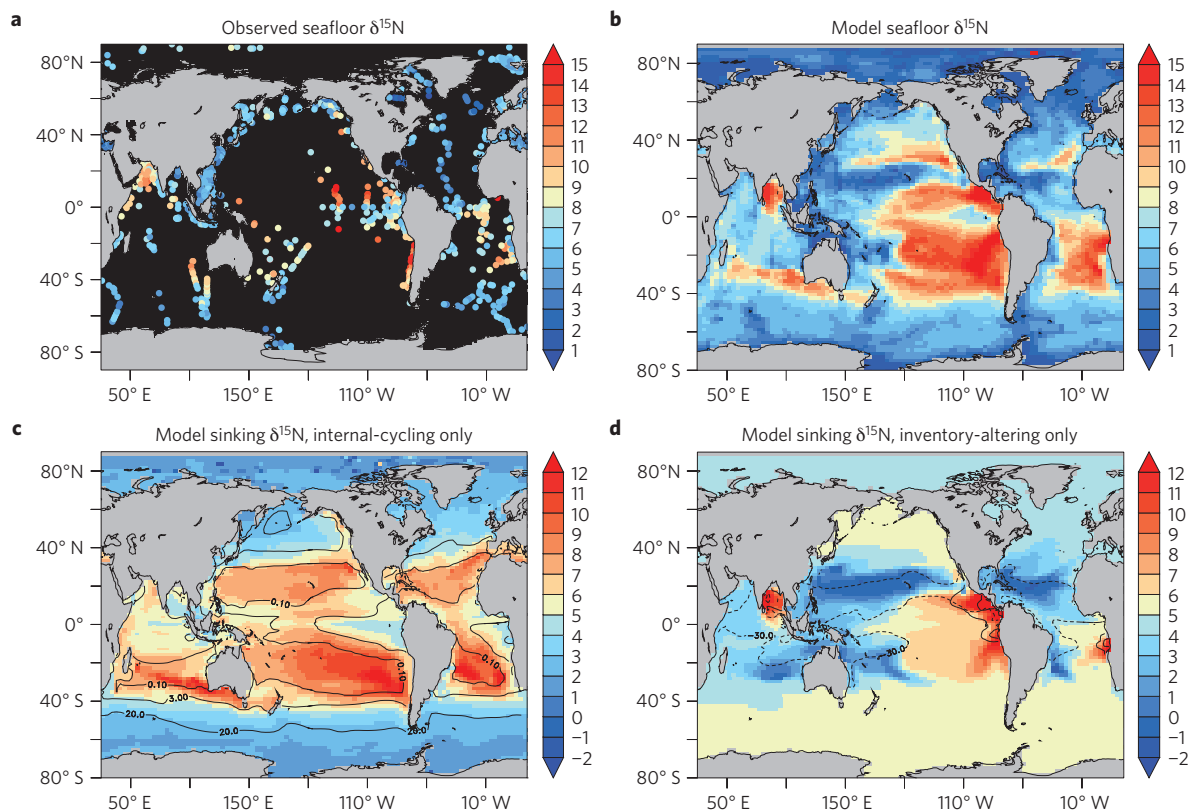 a
Observed seafloor δ¹⁵N
80° N
40° N
0°
40° S
80° S
50° E 150° E 110° W 10° W
15
14
13
12
11
10
9
8
7
6
5
4
3
2
1
b
Model seafloor δ¹⁵N
80° N
40° N
0°
40° S
80° S
50° E 150° E 110° W 10° W
15
14
13
12
11
10
9
8
7
6
5
4
3
2
1
c
Model sinking δ¹⁵N, internal-cycling only
80°N
40° N
0°
40° S
80° S
0.10
0.10
0.10
0.10
3.00
20.0
20.0
20.0
50° E 150° E 110° W 10° W
12
11
10
9
8
7
6
5
4
3
2
1
0
−1
−2
d
Model sinking δ¹⁵N, inventory-altering only
80°N
40° N
0°
40° S
80° S
30.0
30.0
50° E 150° E 110° W 10° W
12
11
10
9
8
7
6
5
4
3
2
1
0
−1
−2